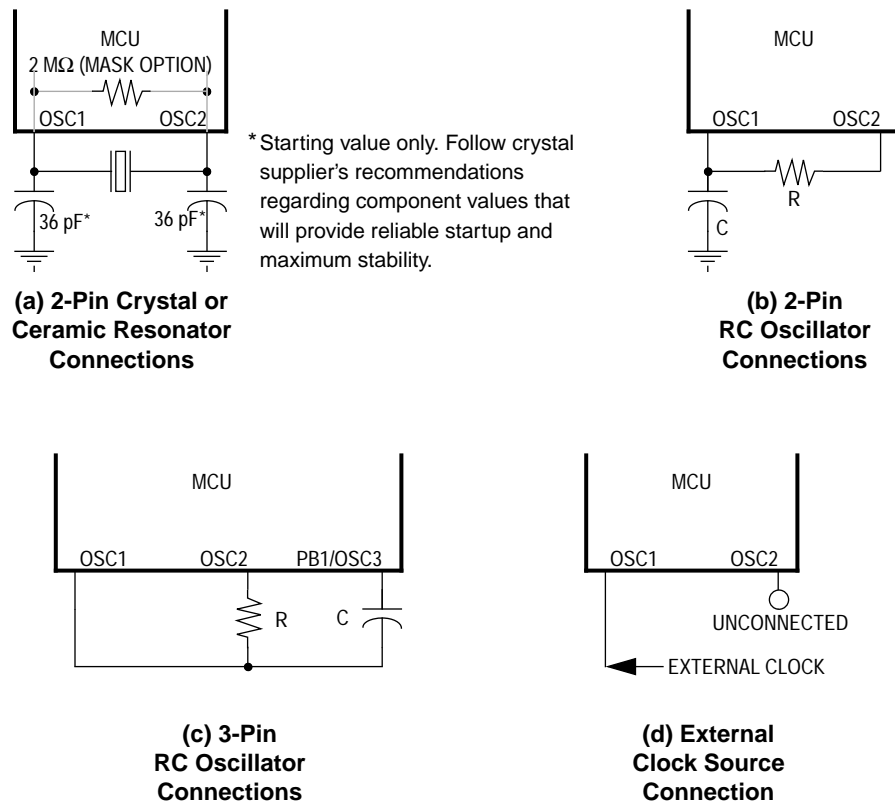 MCU
2 MΩ (MASK OPTION)
OSC1 OSC2
36 pF* 36 pF*
* Starting value only. Follow crystal
supplier's recommendations
regarding component values that
will provide reliable startup and
maximum stability.
(a) 2-Pin Crystal or
Ceramic Resonator
Connections
MCU
OSC1 OSC2
R
C
(b) 2-Pin
RC Oscillator
Connections
MCU
OSC1 OSC2 PB1/OSC3
R C
(c) 3-Pin
RC Oscillator
Connections
MCU
OSC1 OSC2
UNCONNECTED
EXTERNAL CLOCK
(d) External
Clock Source
Connection